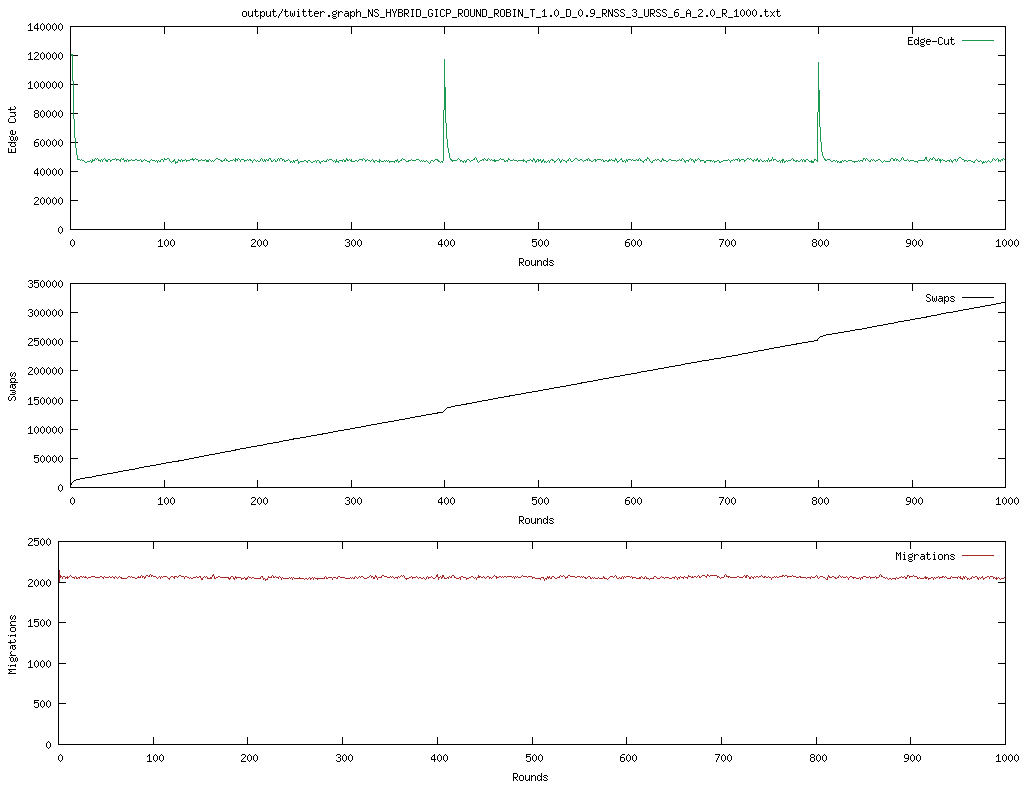 output/twitter.graph_NS_HYBRID_GICP_ROUND_ROBIN_T_1.0_D_0.9_RNSS_3_URSS_6_A_2.0_R_1000.txt
140000
120000
100000
80000
60000
40000
20000
0
Edge Cut
Edge-Cut
0 100 200 300 400 500 600 700 800 900 1000
Rounds
350000
300000
250000
200000
150000
100000
50000
0
Swaps
Swaps
0 100 200 300 400 500 600 700 800 900 1000
Rounds
2500
2000
1500
1000
500
0
Migrations
Migrations
0 100 200 300 400 500 600 700 800 900 1000
Rounds